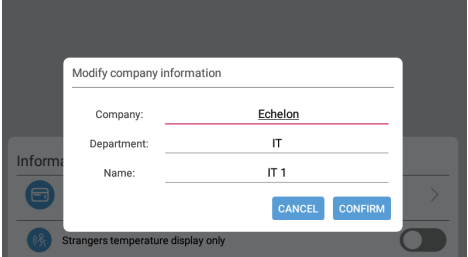 Modify company information
Company: Echelon
Department: IT
Name: IT 1
Informa
CANCEL CONFIRM
Strangers temperature display only